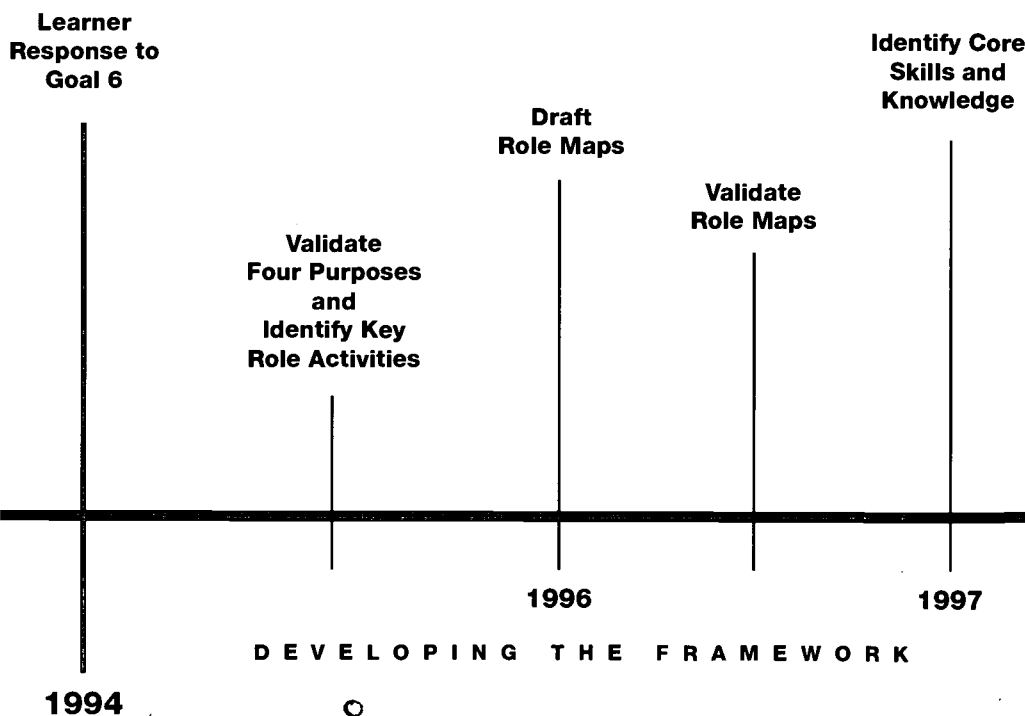 Learner
Response to
Goal 6
Validate
Four Purposes
and
Identify Key
Role Activities
Draft
Role Maps
Validate
Role Maps
Identify Core
Skills and
Knowledge
1994
1996
1997
DEVELOPING THE FRAMEWORK